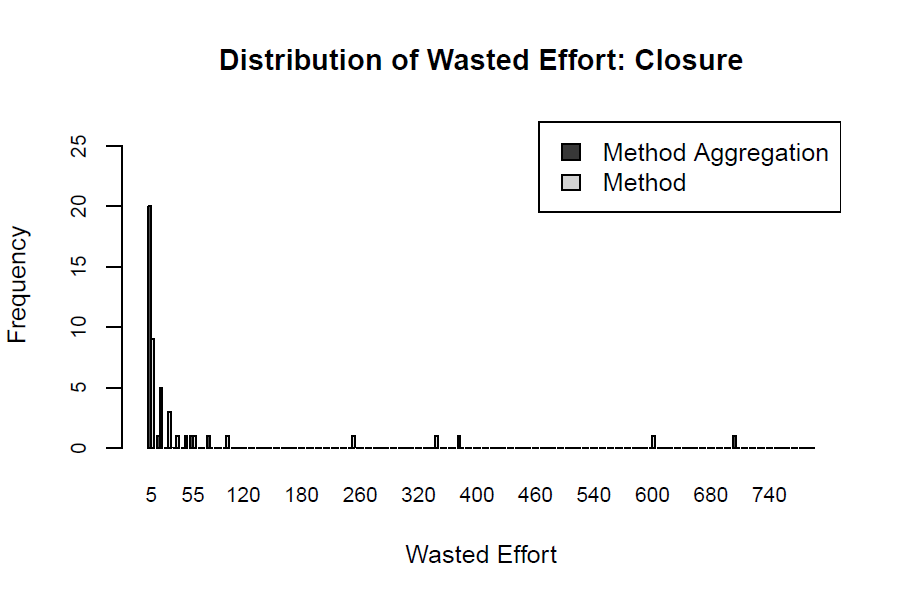 Distribution of Wasted Effort: Closure
Method Aggregation
Method
Frequency
25
20
15
10
5
0
5 55 120 180 260 320 400 460 540 600 680 740
Wasted Effort